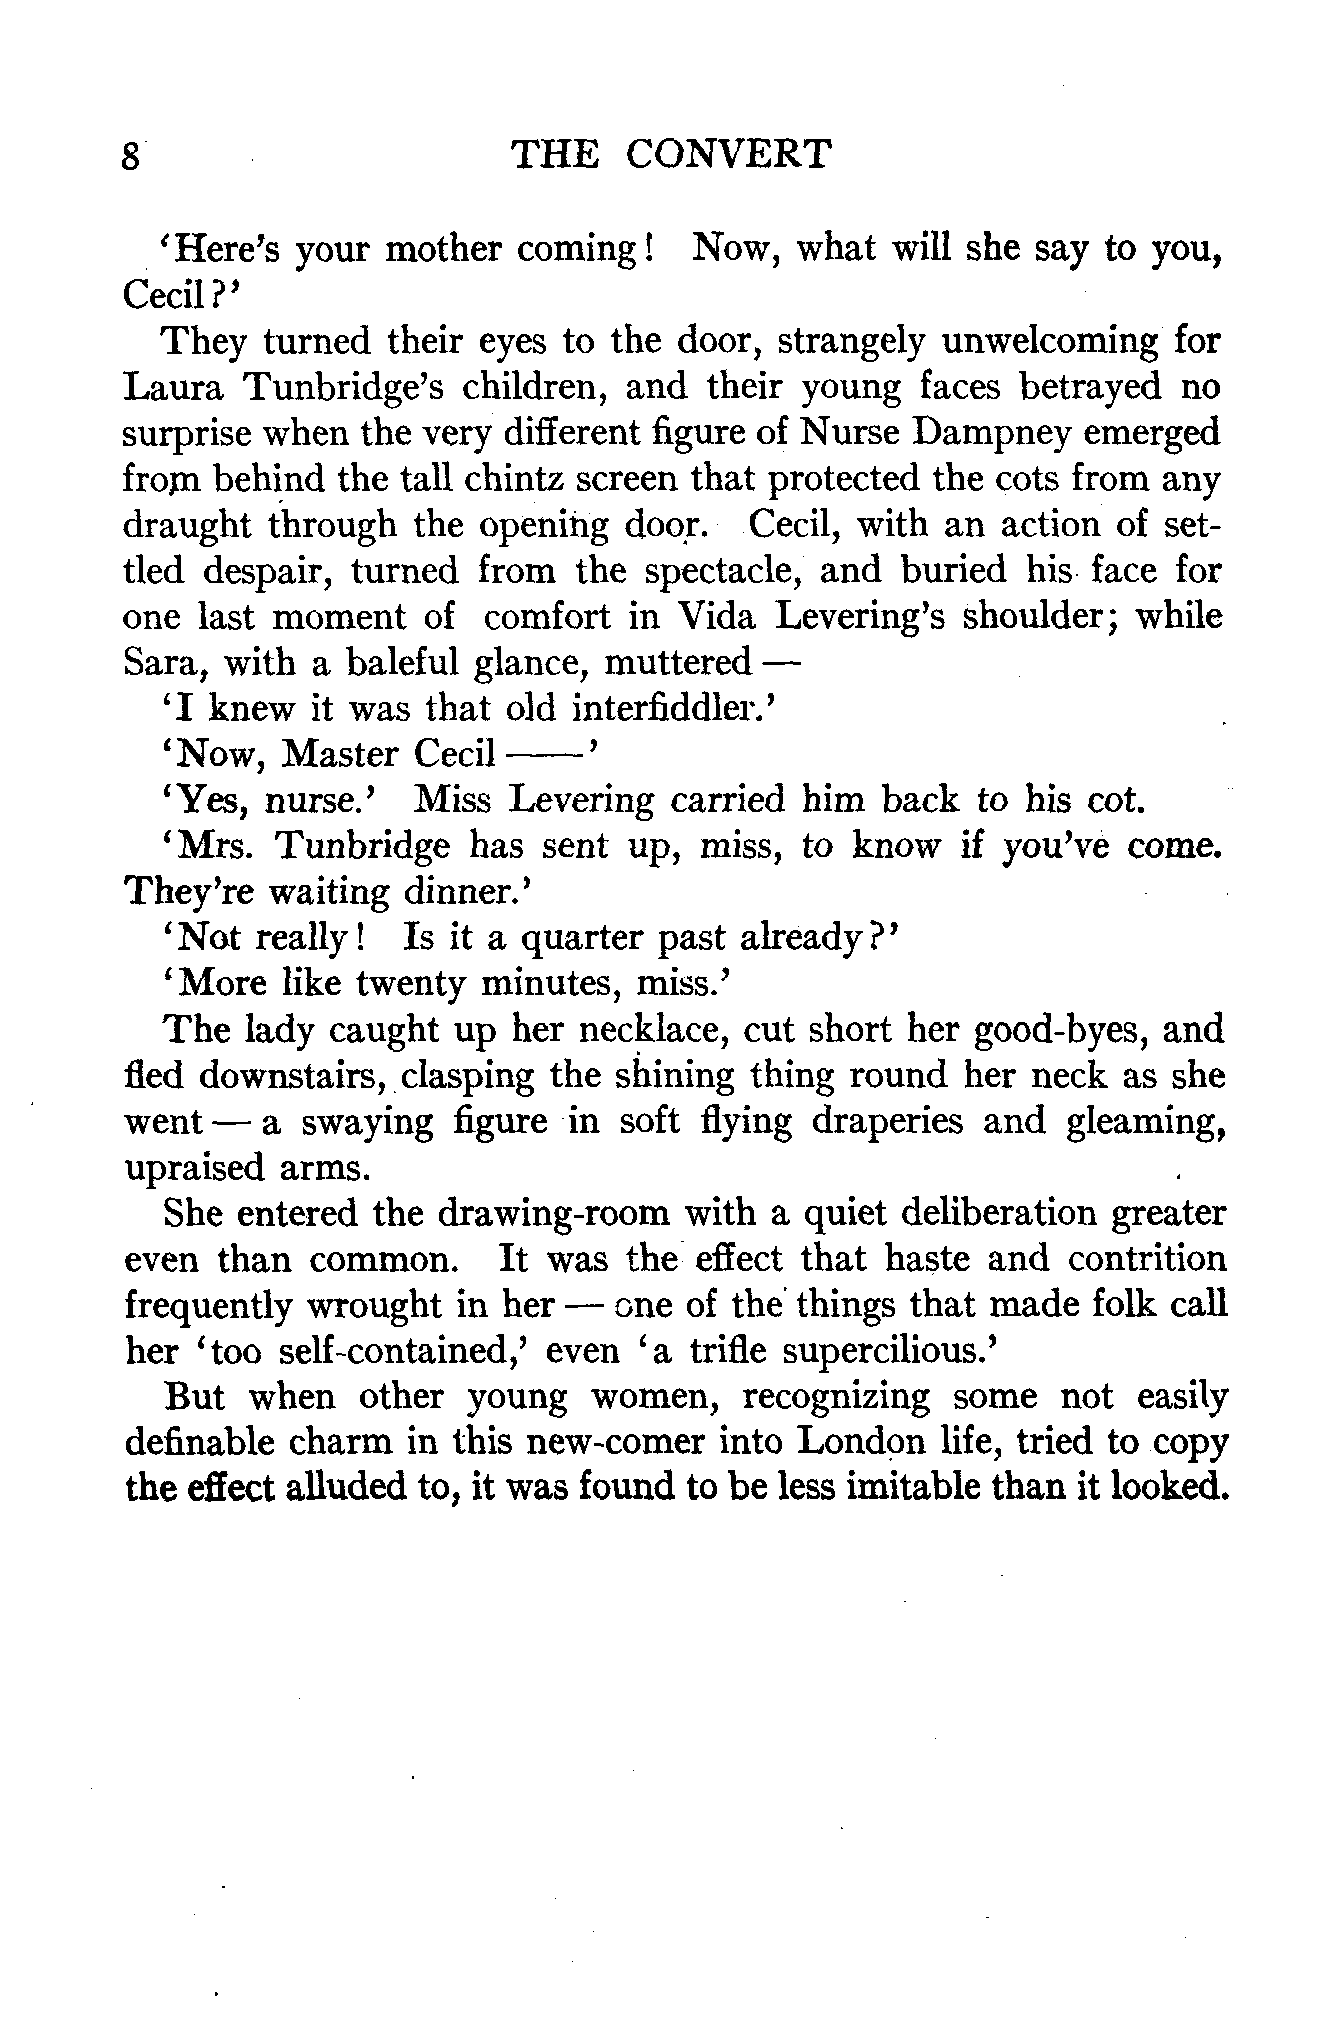 8 THE CONVERT
‘Here’s your mother coming! Now, what will she say to you,
Cecil?’
They turned their eyes to the door, strangely unwelcoming for
Laura Tunbridge’s children, and their young faces betrayed no
surprise when the very different figure of Nurse Dampney emerged
from behind the tall chintz screen that protected the cots from any
draught through the opening door. Cecil, with an action of set-
tled despair, turned from the spectacle, and buried his face for
one last moment of comfort in Vida Levering’s shoulder; while
Sara, with a baleful glance, muttered —
‘I knew it was that old interfiddler.’
‘Now, Master Cecil ——’
‘Yes, nurse.’ Miss Levering carried him back to his cot.
‘Mrs. Tunbridge has sent up, miss, to know if you’ve come.
They’re waiting dinner.’
‘Not really! Is it a quarter past already?’
‘More like twenty minutes, miss.’
The lady caught up her necklace, cut short her good-byes, and
fled downstairs, clasping the shining thing round her neck as she
went — a swaying figure in soft flying draperies and gleaming,
upraised arms.
She entered the drawing-room with a quiet deliberation greater
even than common. It was the effect that haste and contrition
frequently wrought in her — one of the things that made folk call
her ‘too self-contained,’ even ‘a trifle supercilious.’
But when other young women, recognizing some not easily
definable charm in this new-comer into London life, tried to copy
the effect alluded to, it was found to be less imitable than it looked.